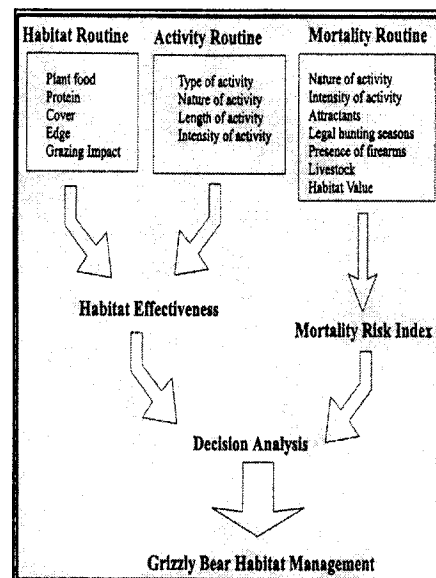 Habitat Routine
Plant food
Protein
Cover
Edge
Grazing Impact
Activity Routine
Type of activity
Nature of activity
Length of activity
Intensity of activity
Mortality Routine
Nature of activity
Intensity of activity
Attractants
Legal hunting seasons
Presence of firearms
Livestock
Habitat Value
Habitat Effectiveness
Mortality Risk Index
Decision Analysis
Grizzly Bear Habitat Management